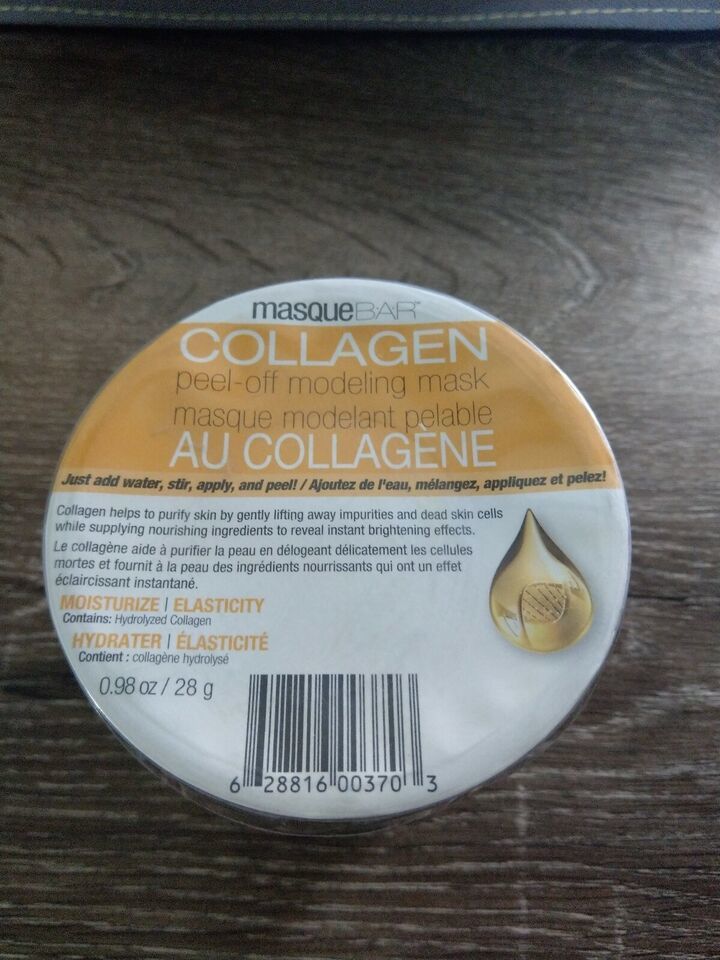 masqueBAR™
COLLAGEN
peel-off modeling mask
masque modelant pelable
AU COLLAGÈNE
Just add water, stir, apply, and peel! / Ajoutez de l'eau, mélangez, appliquez et pelez!
Collagen helps to purify skin by gently lifting away impurities and dead skin cells
while supplying nourishing ingredients to reveal instant brightening effects.
Le collagène aide à purifier la peau en délogeant délicatement les cellules
mortes et fournit à la peau des ingrédients nourrissants qui ont un effet
éclaircissant instantané.
MOISTURIZE | ELASTICITY
Contains: Hydrolyzed Collagen
HYDRATER | ÉLASTICITÉ
Contient : collagène hydrolysé
0.98 oz / 28 g
6 28816 00370 3